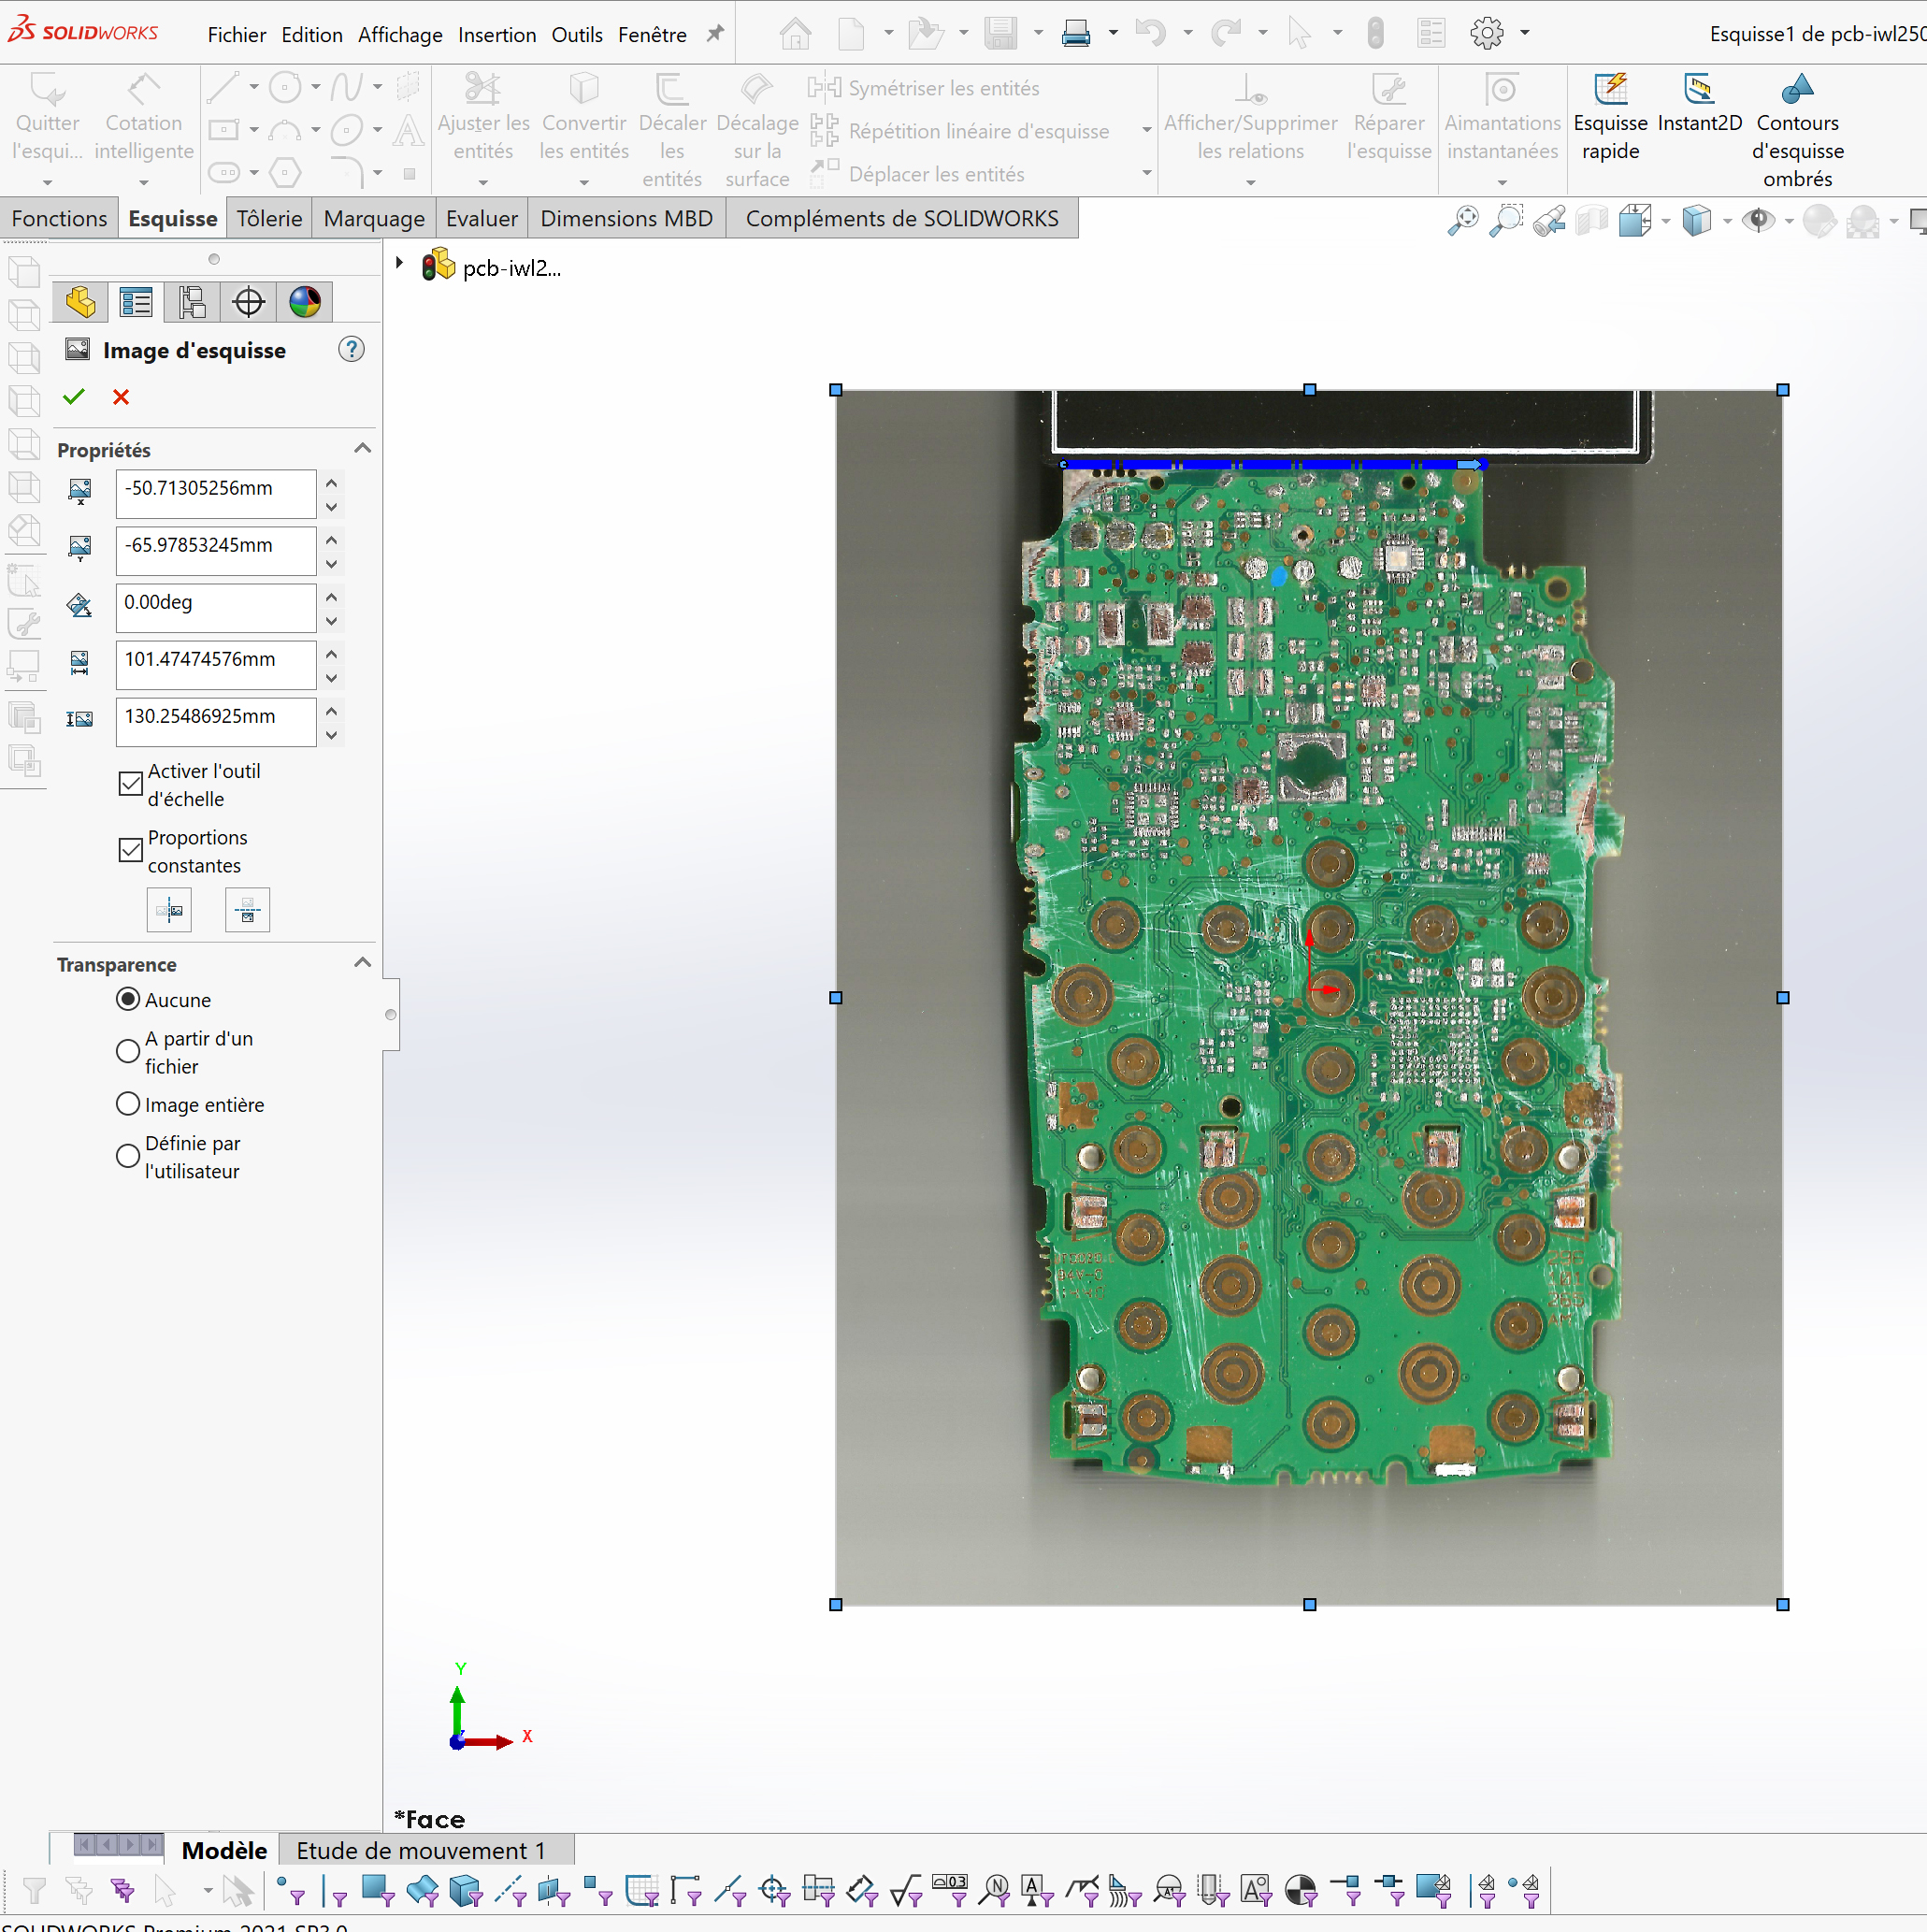 SOLIDWORKS
Fichier Edition Affichage Insertion Outils Fenêtre
Esquisse1 de pcb-iwl250
Quitter l'esqui...
Cotation intelligente
Ajuster les entités
Convertir les entités
Décaler les entités
Décalage sur la surface
Symétriser les entités
Répétition linéaire d'esquisse
Déplacer les entités
Afficher/Supprimer les relations
Réparer l'esquisse
Aimantations instantanées
Esquisse rapide
Instant2D
Contours d'esquisse ombrés
Fonctions Esquisse Tôlerie Marquage Evaluer Dimensions MBD Compléments de SOLIDWORKS
pcb-iwl2...
Image d'esquisse
Propriétés
-50.71305256mm
-65.97853245mm
0.00deg
101.47474576mm
130.25486925mm
Activer l'outil
d'échelle
Proportions
constantes
Transparence
Aucune
A partir d'un
fichier
Image entière
Définie par
l'utilisateur
Y
X
*Face
Modèle Etude de mouvement 1
SOLIDWORKS Premium 2021 SP3.0